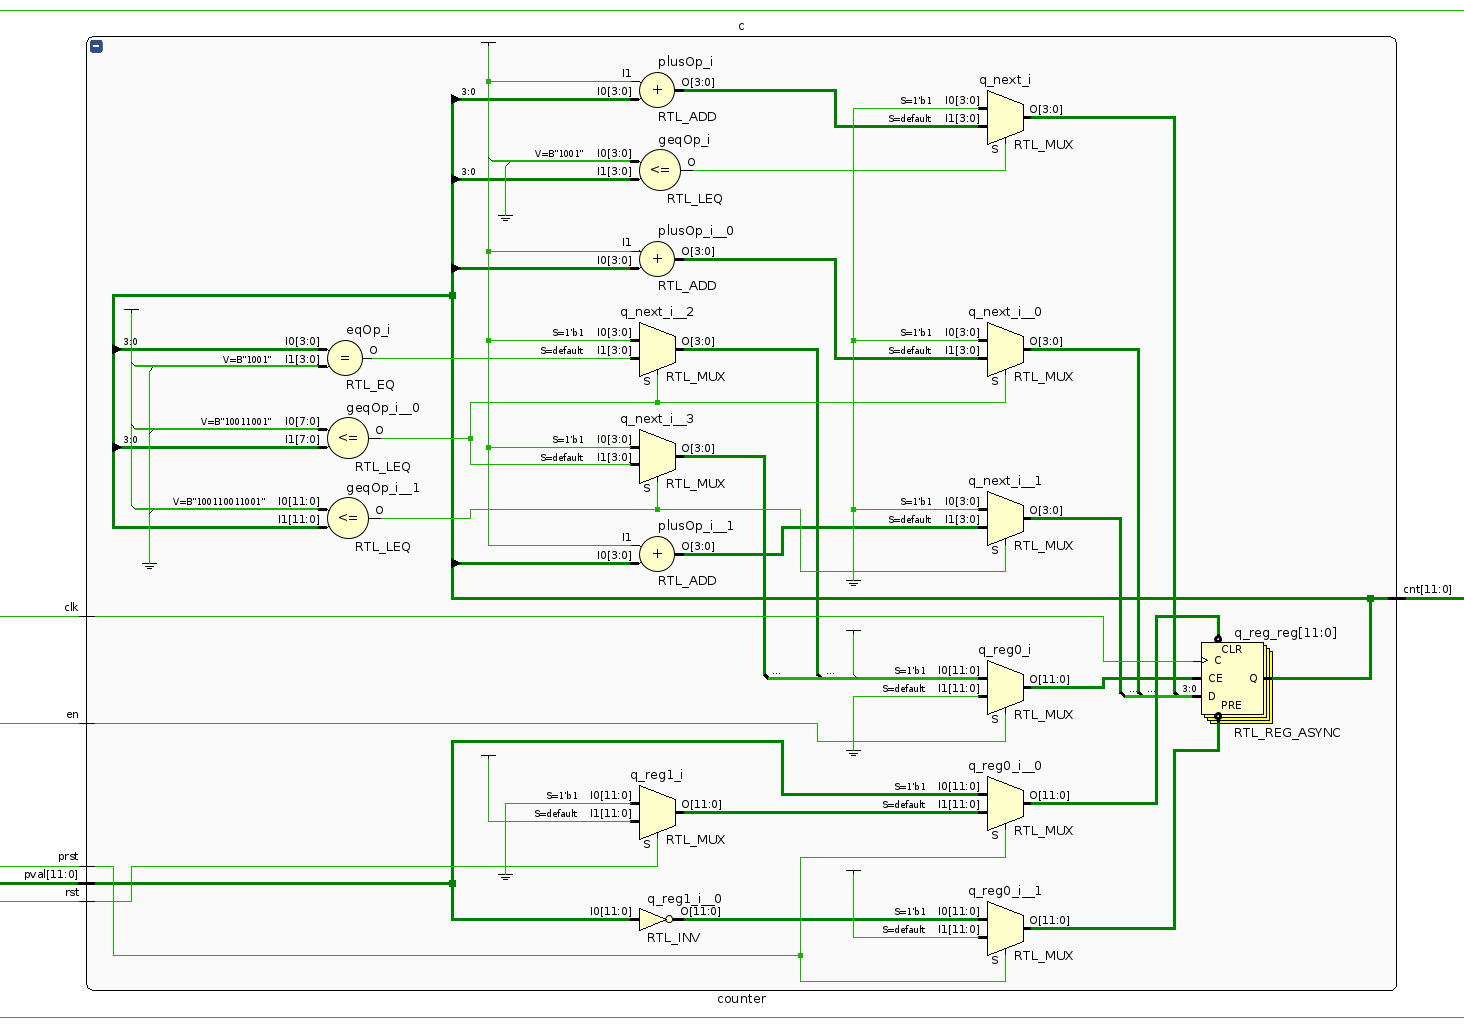 c
plusOp_i
I1
O[3:0]
3:0
I0[3:0]
+
RTL_ADD
q_next_i
S=1'b1 I0[3:0]
S=default I1[3:0]
O[3:0]
S
RTL_MUX
geqOp_i
V=B"1001" I0[3:0]
3:0
I1[3:0]
<=
O
RTL_LEQ
plusOp_i__0
I1
O[3:0]
I0[3:0]
+
RTL_ADD
q_next_i__2
S=1'b1 I0[3:0]
S=default I1[3:0]
O[3:0]
S
RTL_MUX
q_next_i__0
S=1'b1 I0[3:0]
S=default I1[3:0]
O[3:0]
S
RTL_MUX
eqOp_i
3:0
I0[3:0]
V=B"1001" I1[3:0]
=
O
RTL_EQ
geqOp_i__0
V=B"10011001" I0[7:0]
3:0
I1[7:0]
<=
O
RTL_LEQ
q_next_i__3
S=1'b1 I0[3:0]
S=default I1[3:0]
O[3:0]
S
RTL_MUX
geqOp_i__1
V=B"100110011001" I0[11:0]
I1[11:0]
<=
O
RTL_LEQ
q_next_i__1
S=1'b1 I0[3:0]
S=default I1[3:0]
O[3:0]
S
RTL_MUX
plusOp_i__1
I1
O[3:0]
I0[3:0]
+
RTL_ADD
cnt[11:0]
clk
q_reg_reg[11:0]
CLR
C
CE
Q
3:0
D
PRE
RTL_REG_ASYNC
q_reg0_i
...
...
S=1'b1 I0[11:0]
S=default I1[11:0]
O[11:0]
...
...
S
RTL_MUX
en
q_reg1_i
S=1'b1 I0[11:0]
S=default I1[11:0]
O[11:0]
S
RTL_MUX
q_reg0_i__0
S=1'b1 I0[11:0]
S=default I1[11:0]
O[11:0]
S
RTL_MUX
prst
pval[11:0]
rst
q_reg1_i__0
I0[11:0]
O[11:0]
RTL_INV
q_reg0_i__1
S=1'b1 I0[11:0]
S=default I1[11:0]
O[11:0]
S
RTL_MUX
counter